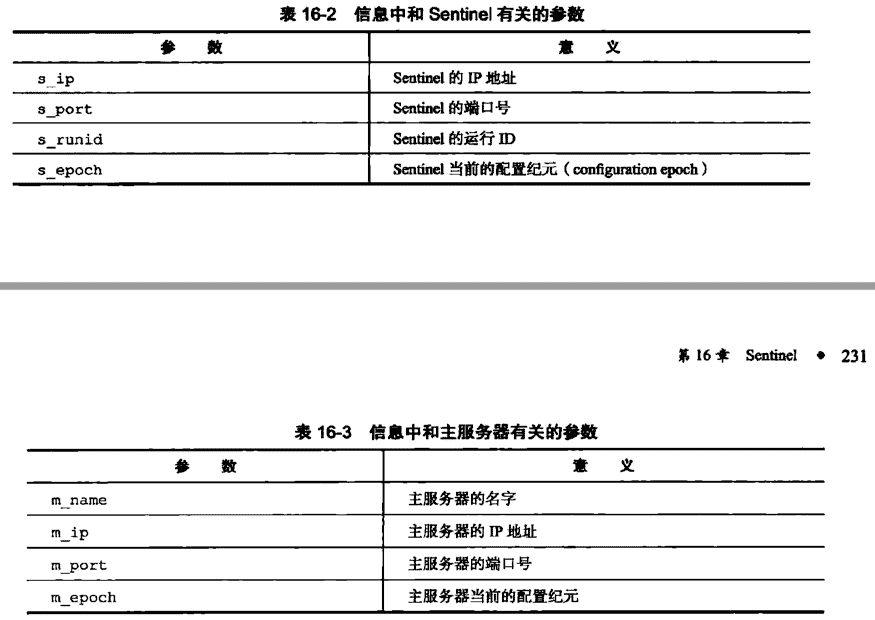 表 16-2 信息中和 Sentinel 有关的参数
参 数 意 义
s_ip Sentinel 的 IP 地址
s_port Sentinel 的端口号
s_runid Sentinel 的运行 ID
s_epoch Sentinel 当前的配置纪元（configuration epoch）
第 16 章 Sentinel ◆ 231
表 16-3 信息中和主服务器有关的参数
参 数 意 义
m_name 主服务器的名字
m_ip 主服务器的 IP 地址
m_port 主服务器的端口号
m_epoch 主服务器当前的配置纪元